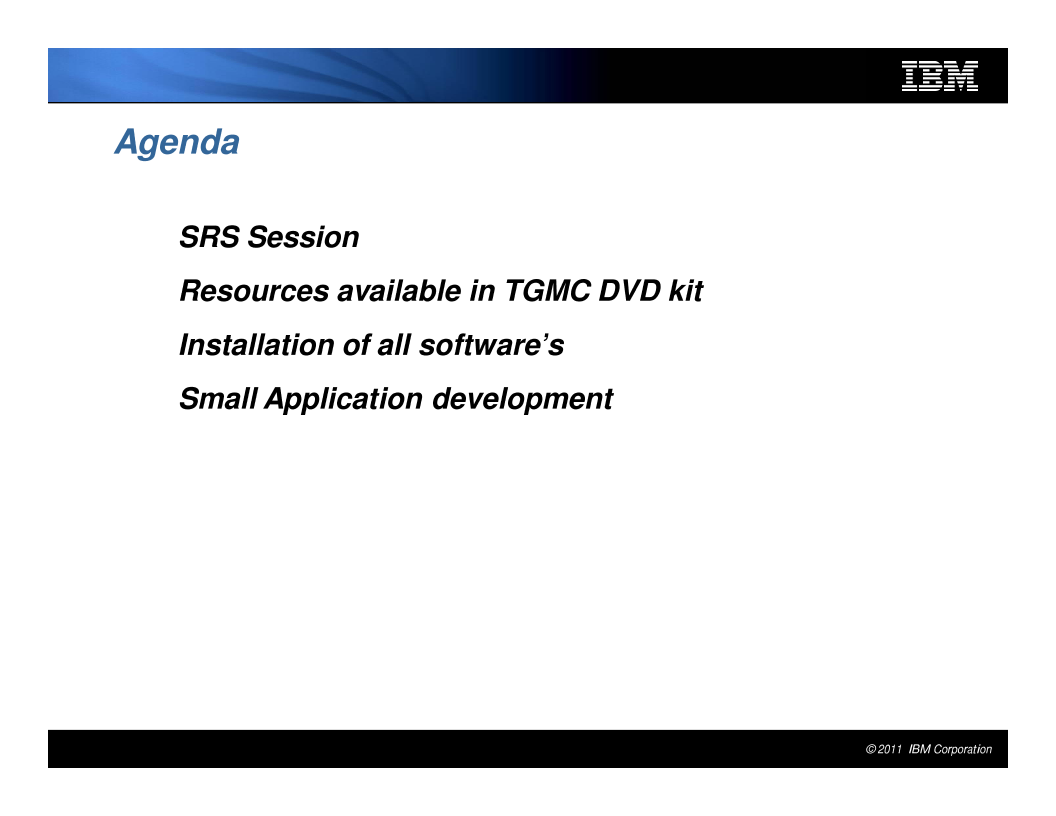 IBM
Agenda
SRS Session
Resources available in TGMC DVD kit
Installation of all software’s
Small Application development
© 2011 IBM Corporation